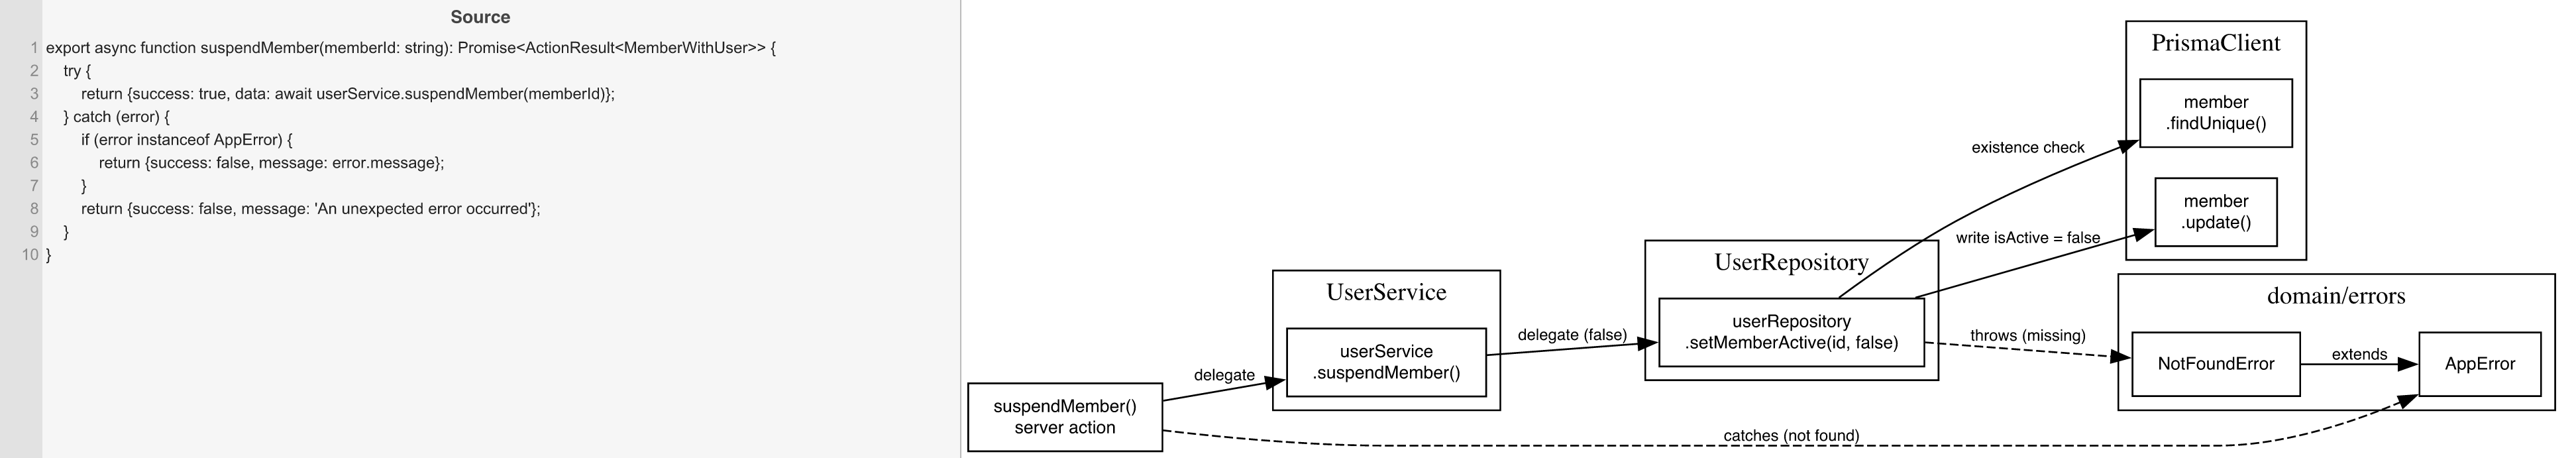 Source
1 export async function suspendMember(memberId: string): Promise<ActionResult<MemberWithUser>> {
2 try {
3 return {success: true, data: await userService.suspendMember(memberId)};
4 } catch (error) {
5 if (error instanceof AppError) {
6 return {success: false, message: error.message};
7 }
8 return {success: false, message: 'An unexpected error occurred'};
9 }
10 }
suspendMember()
server action
delegate
UserService
userService
.suspendMember()
delegate (false)
UserRepository
userRepository
.setMemberActive(id, false)
existence check
write isActive = false
throws (missing)
catches (not found)
PrismaClient
member
.findUnique()
member
.update()
domain/errors
NotFoundError
extends
AppError